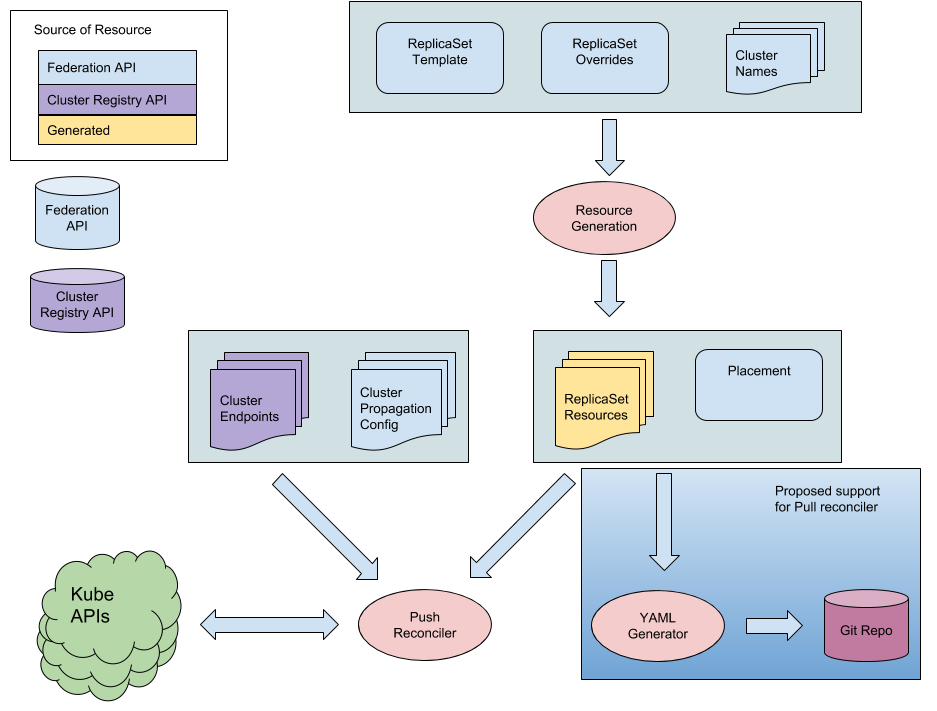 Source of Resource
Federation API
Cluster Registry API
Generated
Federation
API
Cluster
Registry API
ReplicaSet
Template
ReplicaSet
Overrides
Cluster
Names
Resource
Generation
Cluster
Endpoints
Cluster
Propagation
Config
ReplicaSet
Resources
Placement
Proposed support
for Pull reconciler
Kube
APIs
Push
Reconciler
YAML
Generator
Git Repo